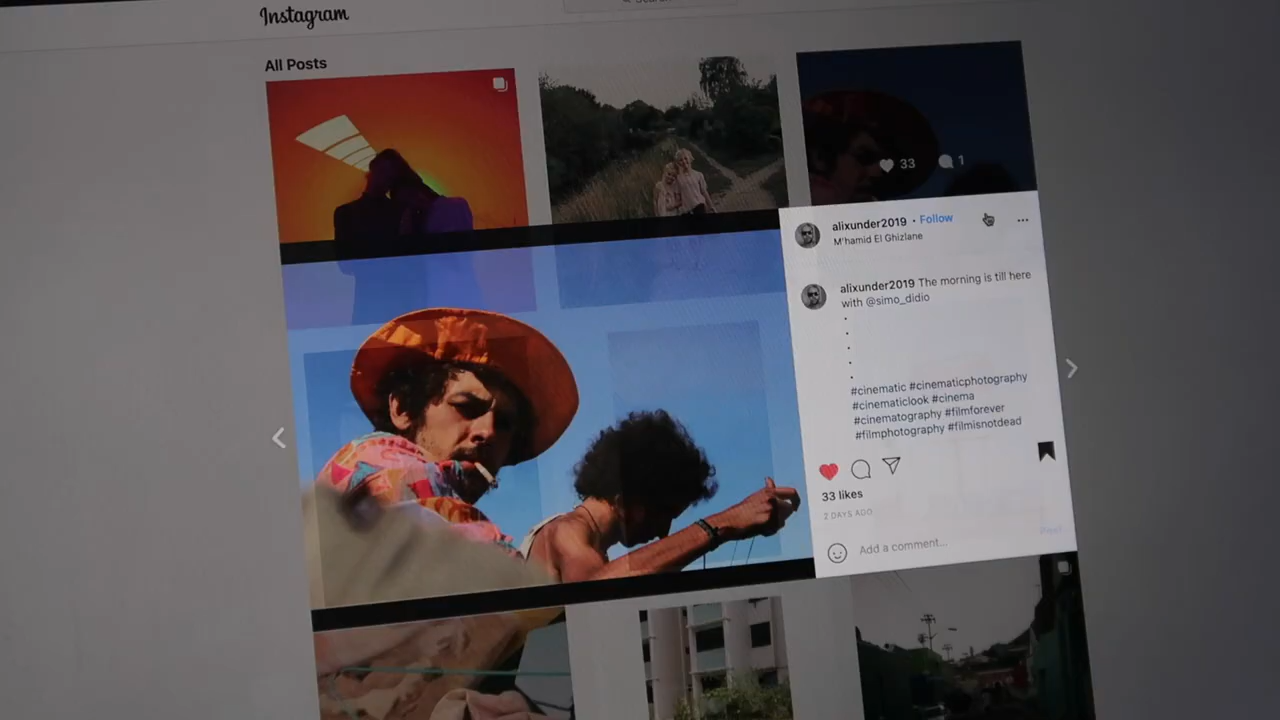 Instagram
All Posts
33 1
alixunder2019 • Follow
M'hamid El Ghizlane
alixunder2019 The morning is till here
with @simo_didio
.
.
.
.
.
#cinematic #cinematicphotography
#cinematiclook #cinema
#cinematography #filmforever
#filmphotography #filmisnotdead
33 likes
2 DAYS AGO
Add a comment...
Post